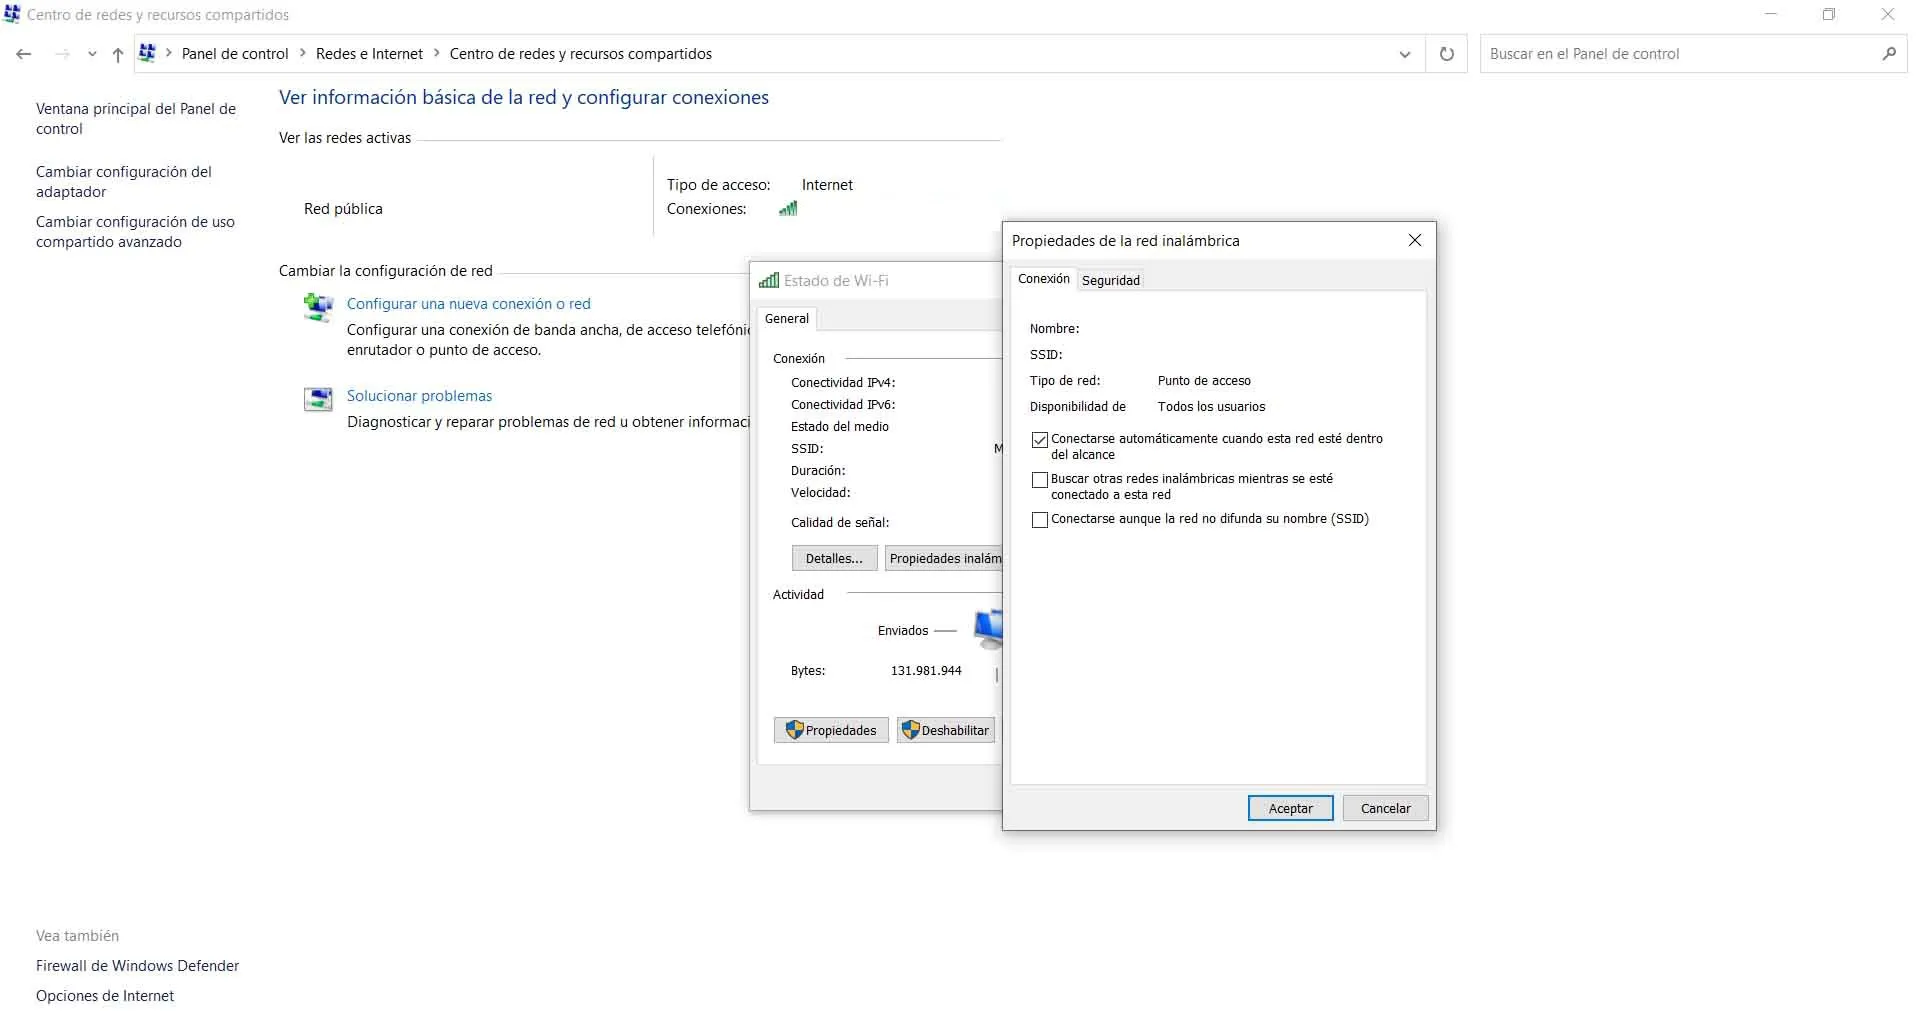 Centro de redes y recursos compartidos
Panel de control > Redes e Internet > Centro de redes y recursos compartidos
Buscar en el Panel de control
Ventana principal del Panel de
control
Cambiar configuración del
adaptador
Cambiar configuración de uso
compartido avanzado
Ver información básica de la red y configurar conexiones
Ver las redes activas
Red pública
Tipo de acceso: Internet
Conexiones:
Cambiar la configuración de red
Configurar una nueva conexión o red
Configurar una conexión de banda ancha, de acceso telefónic
enrutador o punto de acceso.
Solucionar problemas
Diagnosticar y reparar problemas de red u obtener informaci
Estado de Wi-Fi
General
Conexión
Conectividad IPv4:
Conectividad IPv6:
Estado del medio
SSID: M
Duración:
Velocidad:
Calidad de señal:
Detalles... Propiedades inalám
Actividad
Enviados
Bytes: 131.981.944
Propiedades Deshabilitar
Propiedades de la red inalámbrica
Conexión Seguridad
Nombre:
SSID:
Tipo de red: Punto de acceso
Disponibilidad de Todos los usuarios
Conectarse automáticamente cuando esta red esté dentro
del alcance
Buscar otras redes inalámbricas mientras se esté
conectado a esta red
Conectarse aunque la red no difunda su nombre (SSID)
Aceptar Cancelar
Vea también
Firewall de Windows Defender
Opciones de Internet